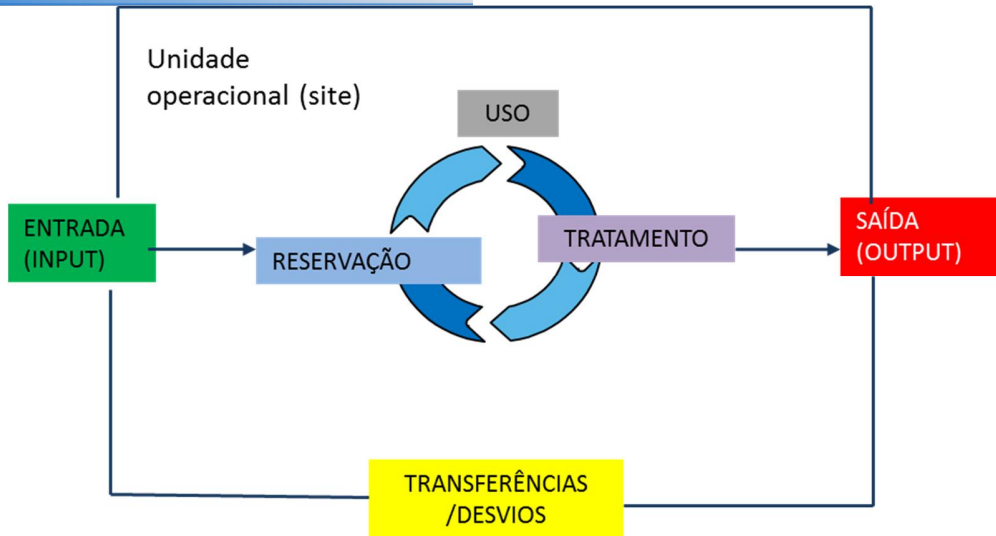 Unidade
operacional (site)
USO
ENTRADA
(INPUT)
RESERVAÇÃO
TRATAMENTO
SAÍDA
(OUTPUT)
TRANSFERÊNCIAS
/DESVIOS